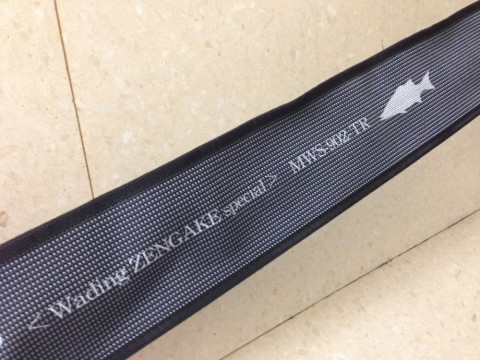 < Wading ZENGAKE special > MWS-902-TR